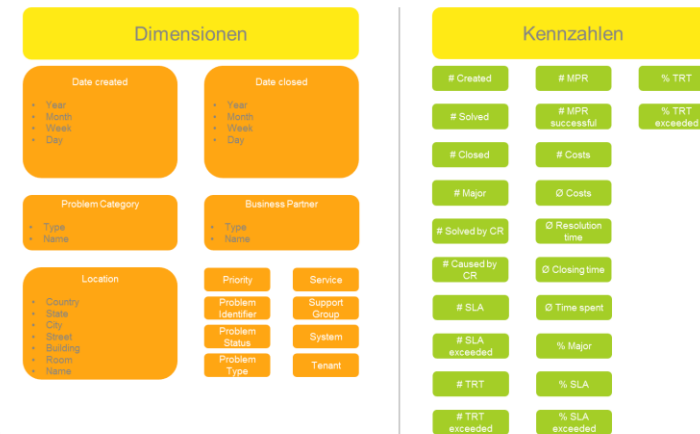 Dimensionen
Date created
• Year
• Month
• Week
• Day
Date closed
• Year
• Month
• Week
• Day
Problem Category
• Type
• Name
Business Partner
• Type
• Name
Location
• Country
• State
• City
• Street
• Building
• Room
• Name
Priority
Service
Problem
Identifier
Support
Group
Problem
Status
System
Problem
Type
Tenant
Kennzahlen
# Created
# MPR
% TRT
# Solved
# MPR
successful
% TRT
exceeded
# Closed
# Costs
# Major
Ø Costs
# Solved by CR
Ø Resolution
time
# Caused by
CR
Ø Closing time
# SLA
Ø Time spent
# SLA
exceeded
% Major
# TRT
% SLA
# TRT
exceeded
% SLA
exceeded